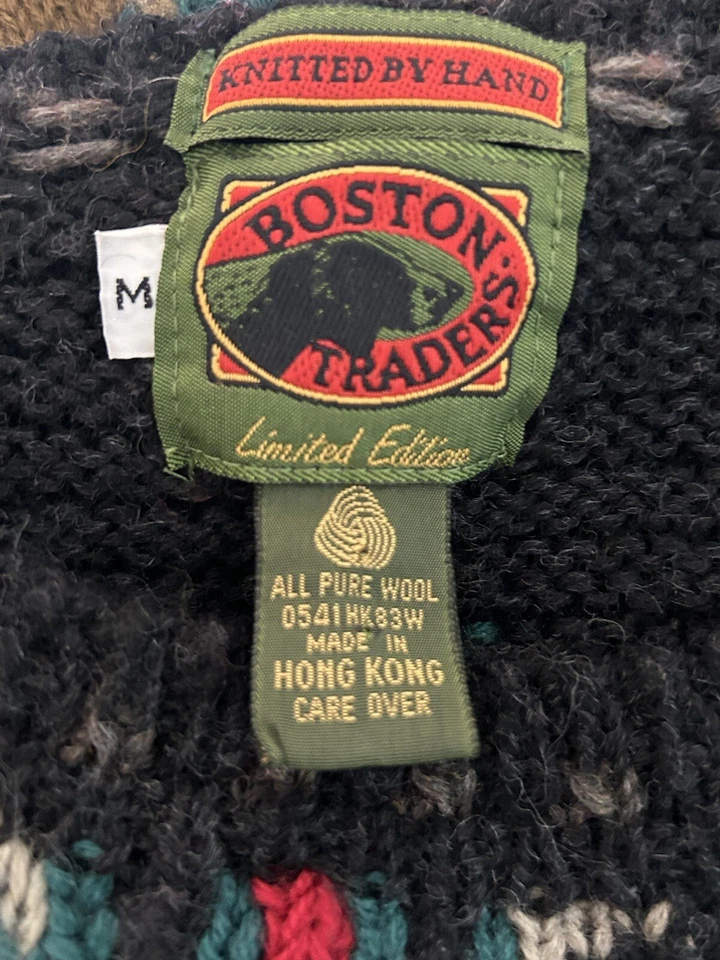 KNITTED BY HAND
BOSTON
TRADERS
M
Limited Edition
ALL PURE WOOL
0541HK83W
MADE IN
HONG KONG
CARE OVER